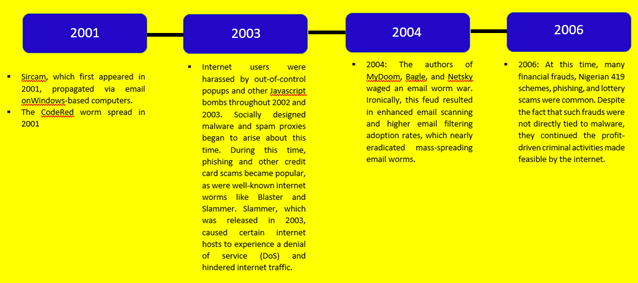 2001
2003
2004
2006
▪ Sircam, which first appeared in
2001, propagated via email
onWindows-based computers.
▪ The CodeRed worm spread in
2001
▪ Internet users were
harassed by out-of-control
popups and other Javascript
bombs throughout 2002 and
2003. Socially designed
malware and spam proxies
began to arise about this
time. During this time,
phishing and other credit
card scams became popular,
as were well-known internet
worms like Blaster and
Slammer. Slammer, which
was released in 2003,
caused certain internet
hosts to experience a denial
of service (DoS) and
hindered internet traffic.
▪ 2004: The authors of
MyDoom, Bagle, and Netsky
waged an email worm war.
Ironically, this feud resulted
in enhanced email scanning
and higher email filtering
adoption rates, which nearly
eradicated mass-spreading
email worms.
▪ 2006: At this time, many
financial frauds, Nigerian 419
schemes, phishing, and lottery
scams were common. Despite
the fact that such frauds were
not directly tied to malware,
they continued the profit-
driven criminal activities made
feasible by the internet.